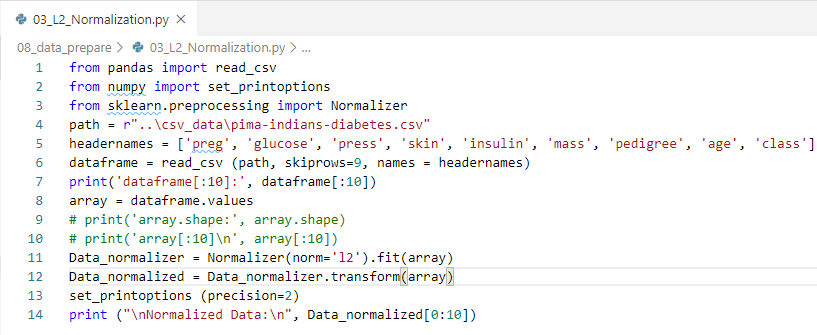 03_L2_Normalization.py ×
08_data_prepare > 03_L2_Normalization.py > ...
1 from pandas import read_csv
2 from numpy import set_printoptions
3 from sklearn.preprocessing import Normalizer
4 path = r"..\csv_data\pima-indians-diabetes.csv"
5 headernames = ['preg', 'glucose', 'press', 'skin', 'insulin', 'mass', 'pedigree', 'age', 'class']
6 dataframe = read_csv (path, skiprows=9, names = headernames)
7 print('dataframe[:10]:', dataframe[:10])
8 array = dataframe.values
9 # print('array.shape:', array.shape)
10 # print('array[:10]\n', array[:10])
11 Data_normalizer = Normalizer(norm='l2').fit(array)
12 Data_normalized = Data_normalizer.transform(array)
13 set_printoptions (precision=2)
14 print ("\nNormalized Data:\n", Data_normalized[0:10])